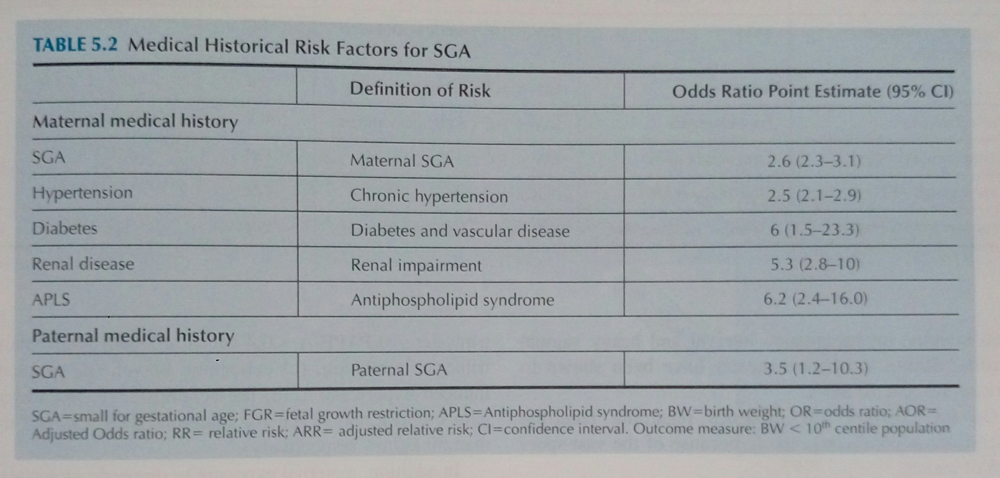 TABLE 5.2 Medical Historical Risk Factors for SGA
Definition of Risk Odds Ratio Point Estimate (95% CI)
Maternal medical history
SGA Maternal SGA 2.6 (2.3–3.1)
Hypertension Chronic hypertension 2.5 (2.1–2.9)
Diabetes Diabetes and vascular disease 6 (1.5–23.3)
Renal disease Renal impairment 5.3 (2.8–10)
APLS Antiphospholipid syndrome 6.2 (2.4–16.0)
Paternal medical history
SGA Paternal SGA 3.5 (1.2–10.3)
SGA=small for gestational age; FGR=fetal growth restriction; APLS=Antiphospholipid syndrome; BW=birth weight; OR=odds ratio; AOR=
Adjusted Odds ratio; RR= relative risk; ARR= adjusted relative risk; CI=confidence interval. Outcome measure: BW < 10th centile population